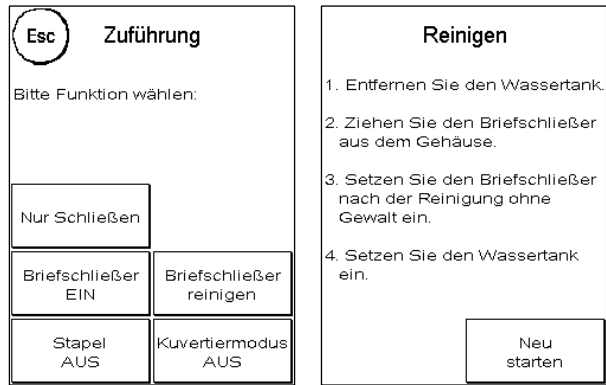 Esc
Zuführung
Bitte Funktion wählen:
Nur Schließen
Briefschließer
EIN
Briefschließer
reinigen
Stapel
AUS
Kuvertiermodus
AUS
Reinigen
1. Entfernen Sie den Wassertank.
2. Ziehen Sie den Briefschließer
aus dem Gehäuse.
3. Setzen Sie den Briefschließer
nach der Reinigung ohne
Gewalt ein.
4. Setzen Sie den Wassertank
ein.
Neu
starten